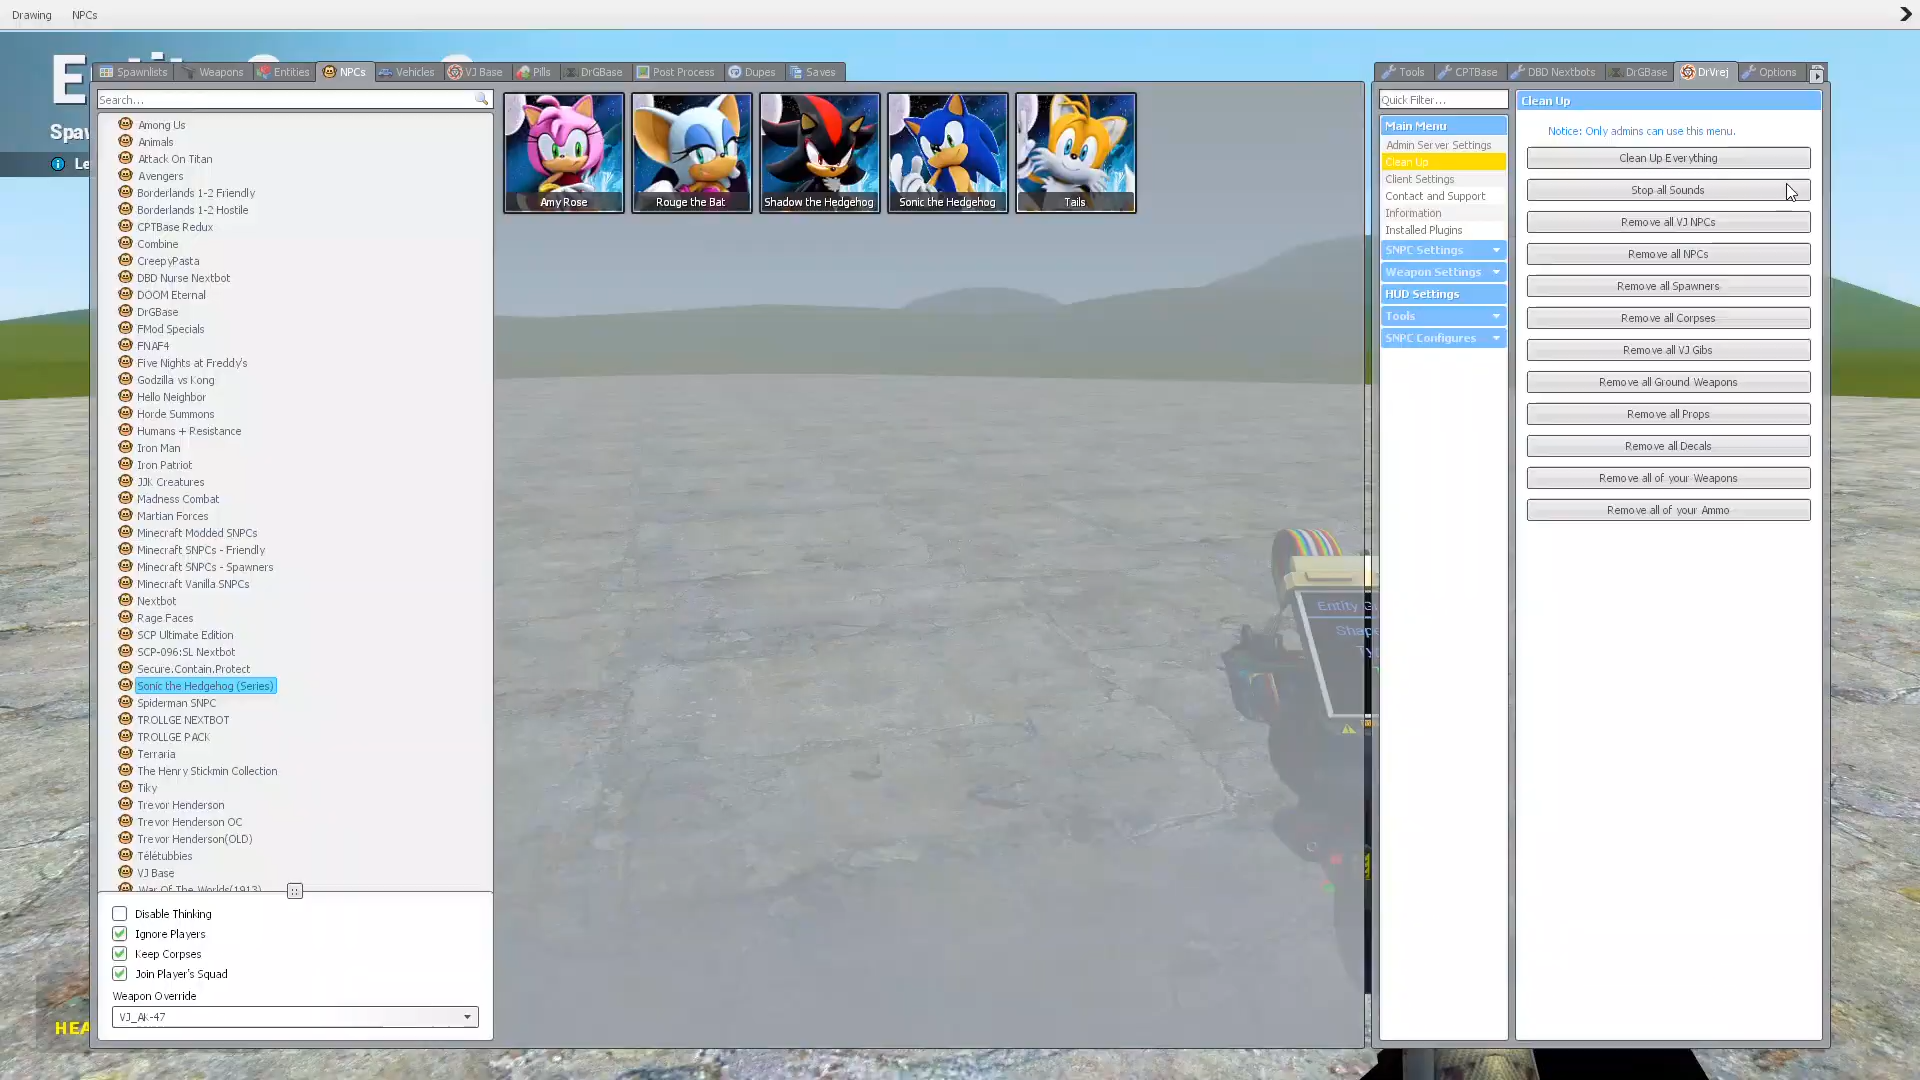 Drawing NPCs
E
Spaw
Le
Spawnlists Weapons Entities NPCs Vehicles VJ Base Pills DrGBase Post Process Dupes Saves
Search...
Among Us
Animals
Attack On Titan
Avengers
Borderlands 1-2 Friendly
Borderlands 1-2 Hostile
CPTBase Redux
Combine
CreepyPasta
DBD Nurse Nextbot
DOOM Eternal
DrGBase
FMod Specials
FNAF4
Five Nights at Freddy's
Godzilla vs Kong
Hello Neighbor
Horde Summons
Humans + Resistance
Iron Man
Iron Patriot
JJK Creatures
Madness Combat
Martian Forces
Minecraft Modded SNPCs
Minecraft SNPCs - Friendly
Minecraft SNPCs - Spawners
Minecraft Vanilla SNPCs
Nextbot
Rage Faces
SCP Ultimate Edition
SCP-096:SL Nextbot
Secure.Contain.Protect
Sonic the Hedgehog (Series)
Spiderman SNPC
TROLLGE NEXTBOT
TROLLGE PACK
Terraria
The Henry Stickmin Collection
Tiky
Trevor Henderson
Trevor Henderson OC
Trevor Henderson(OLD)
Télétubbies
VJ Base
War Of The Worlds(1913)
Disable Thinking
Ignore Players
Keep Corpses
Join Player's Squad
Weapon Override
VJ_AK-47
HEA
Amy Rose
Rouge the Bat
Shadow the Hedgehog
Sonic the Hedgehog
Tails
Entity G
Shape
Ty
Tools CPTBase DBD Nextbots DrGBase DrVrej Options
Quick Filter...
Main Menu
Admin Server Settings
Clean Up
Client Settings
Contact and Support
Information
Installed Plugins
SNPC Settings
Weapon Settings
HUD Settings
Tools
SNPC Configures
Clean Up
Notice: Only admins can use this menu.
Clean Up Everything
Stop all Sounds
Remove all VJ NPCs
Remove all NPCs
Remove all Spawners
Remove all Corpses
Remove all VJ Gibs
Remove all Ground Weapons
Remove all Props
Remove all Decals
Remove all of your Weapons
Remove all of your Ammo